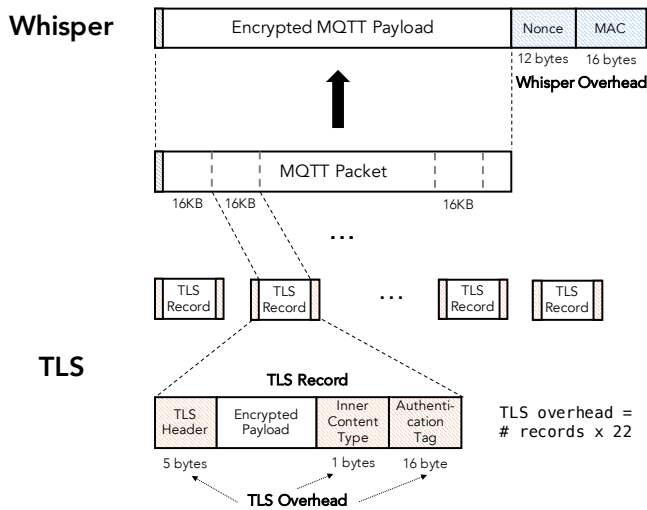 Whisper
Encrypted MQTT Payload
Nonce
MAC
12 bytes
16 bytes
Whisper Overhead
MQTT Packet
16KB
16KB
16KB
...
TLS
Record
TLS
Record
...
TLS
Record
TLS
Record
TLS
TLS Record
TLS
Header
Encrypted
Payload
Inner
Content
Type
Authenti-
cation
Tag
TLS overhead =
# records x 22
5 bytes
1 bytes
16 byte
TLS Overhead